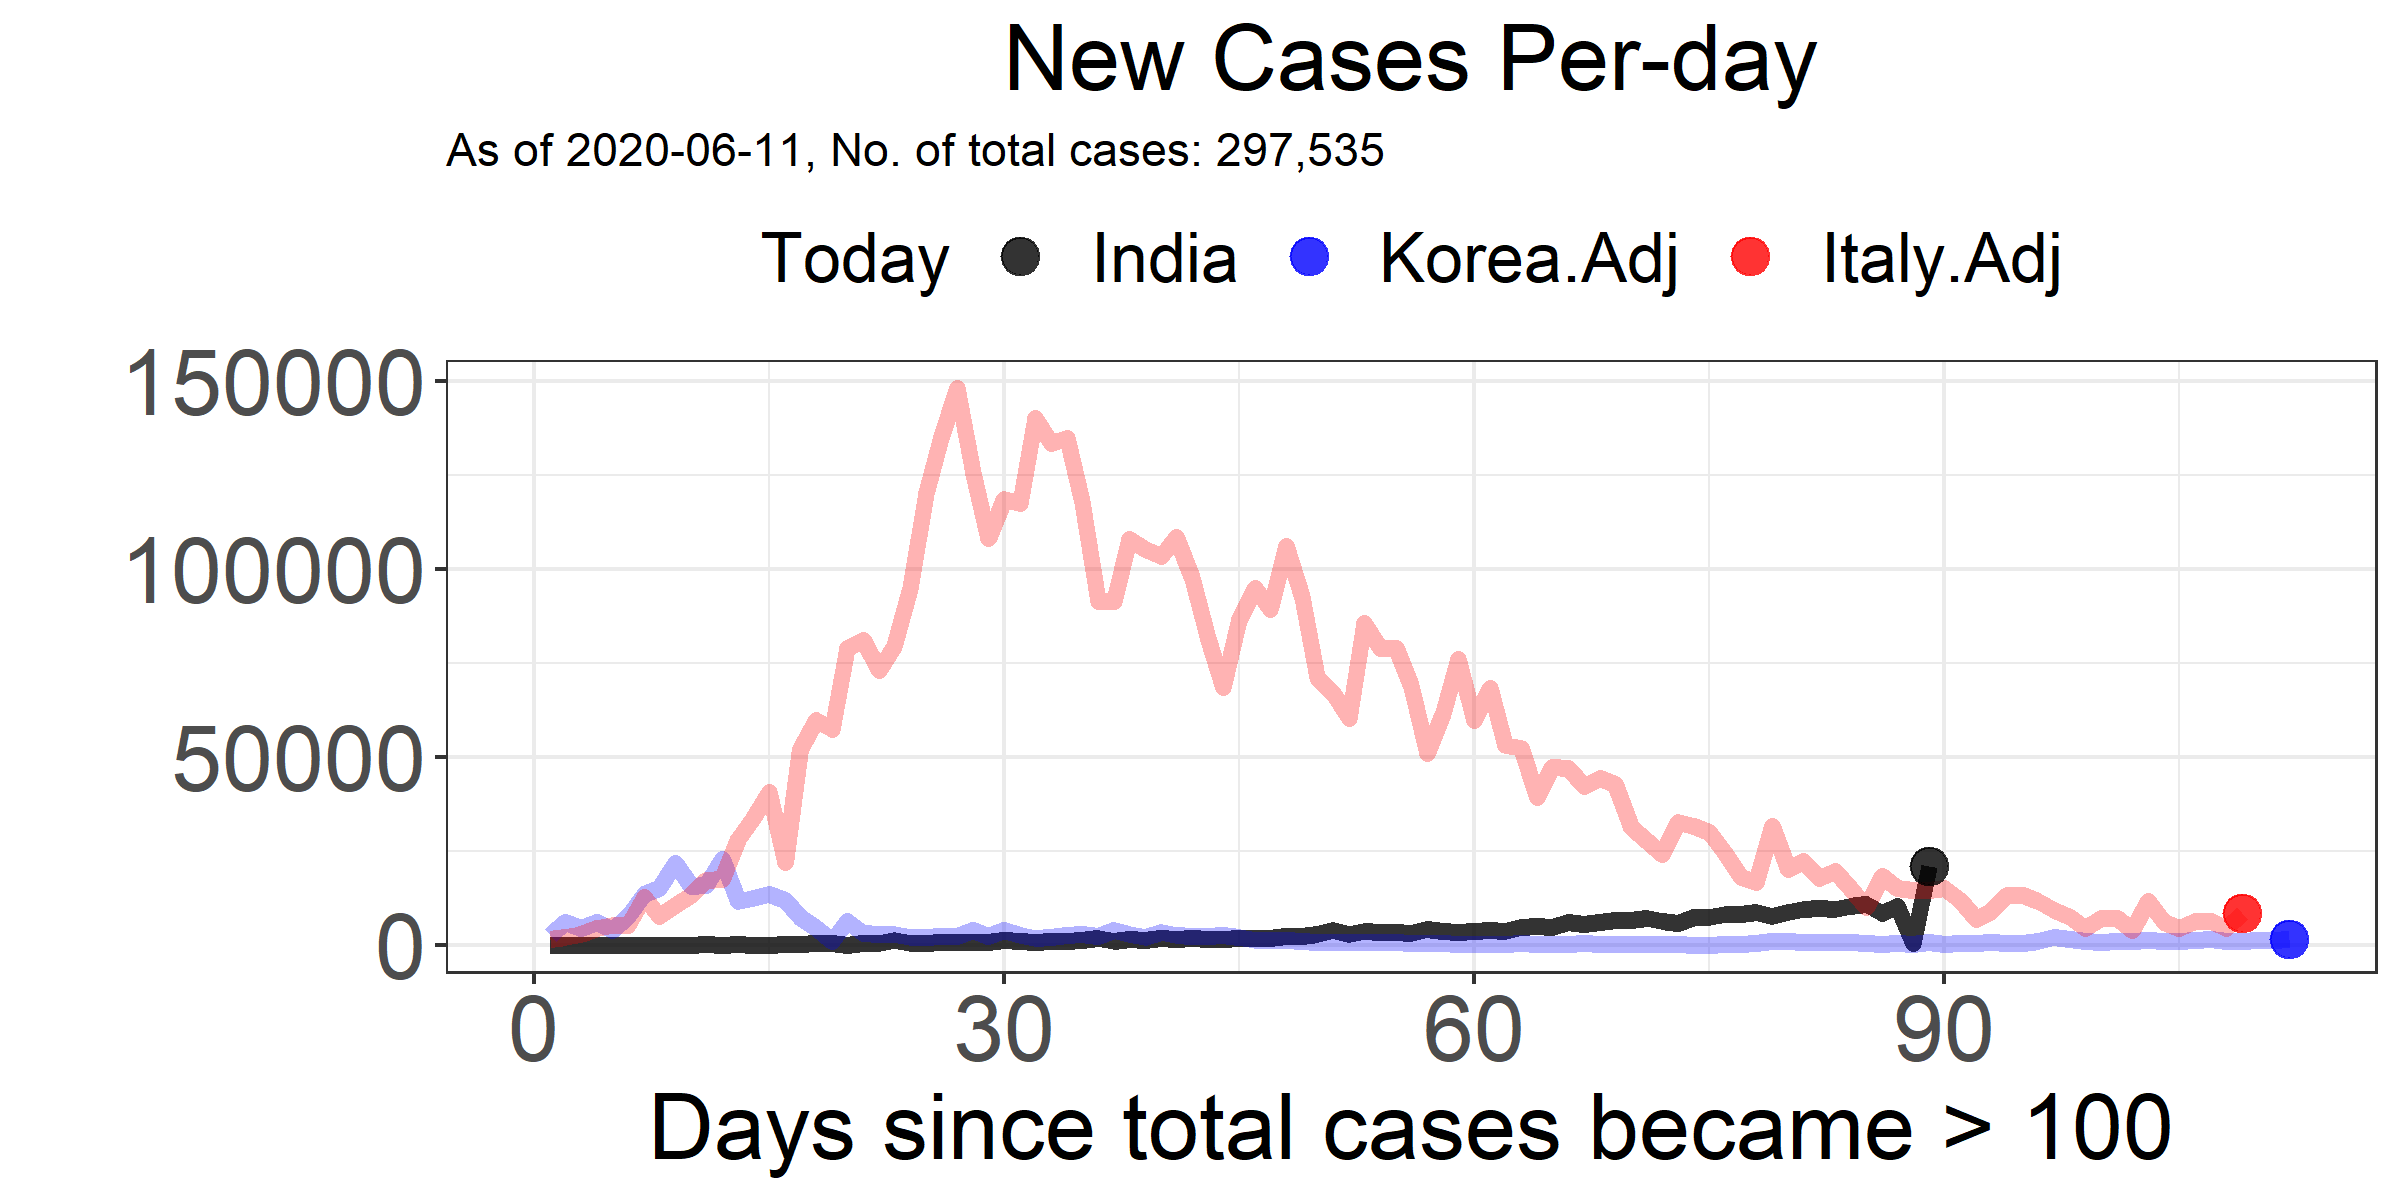 New Cases Per-day
As of 2020-06-11, No. of total cases: 297,535
Today India Korea.Adj Italy.Adj
150000
100000
50000
0
0 30 60 90
Days since total cases became > 100